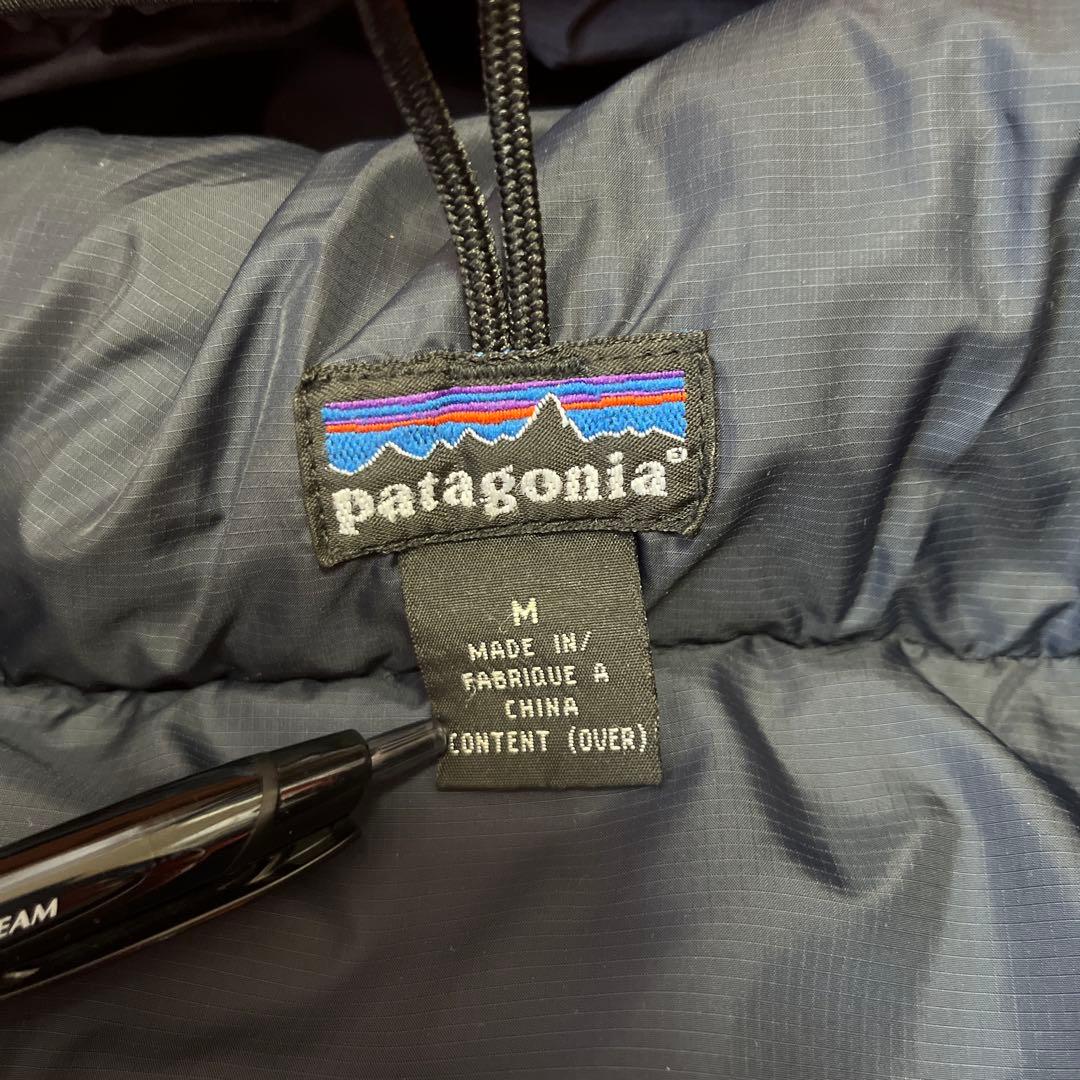 patagonia®
M
MADE IN/
FABRIQUE A
CHINA
CONTENT (OVER)
EAM